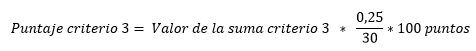 Puntaje criterio 3 = Valor de la suma criterio 3 * 0,25/30 * 100 puntos